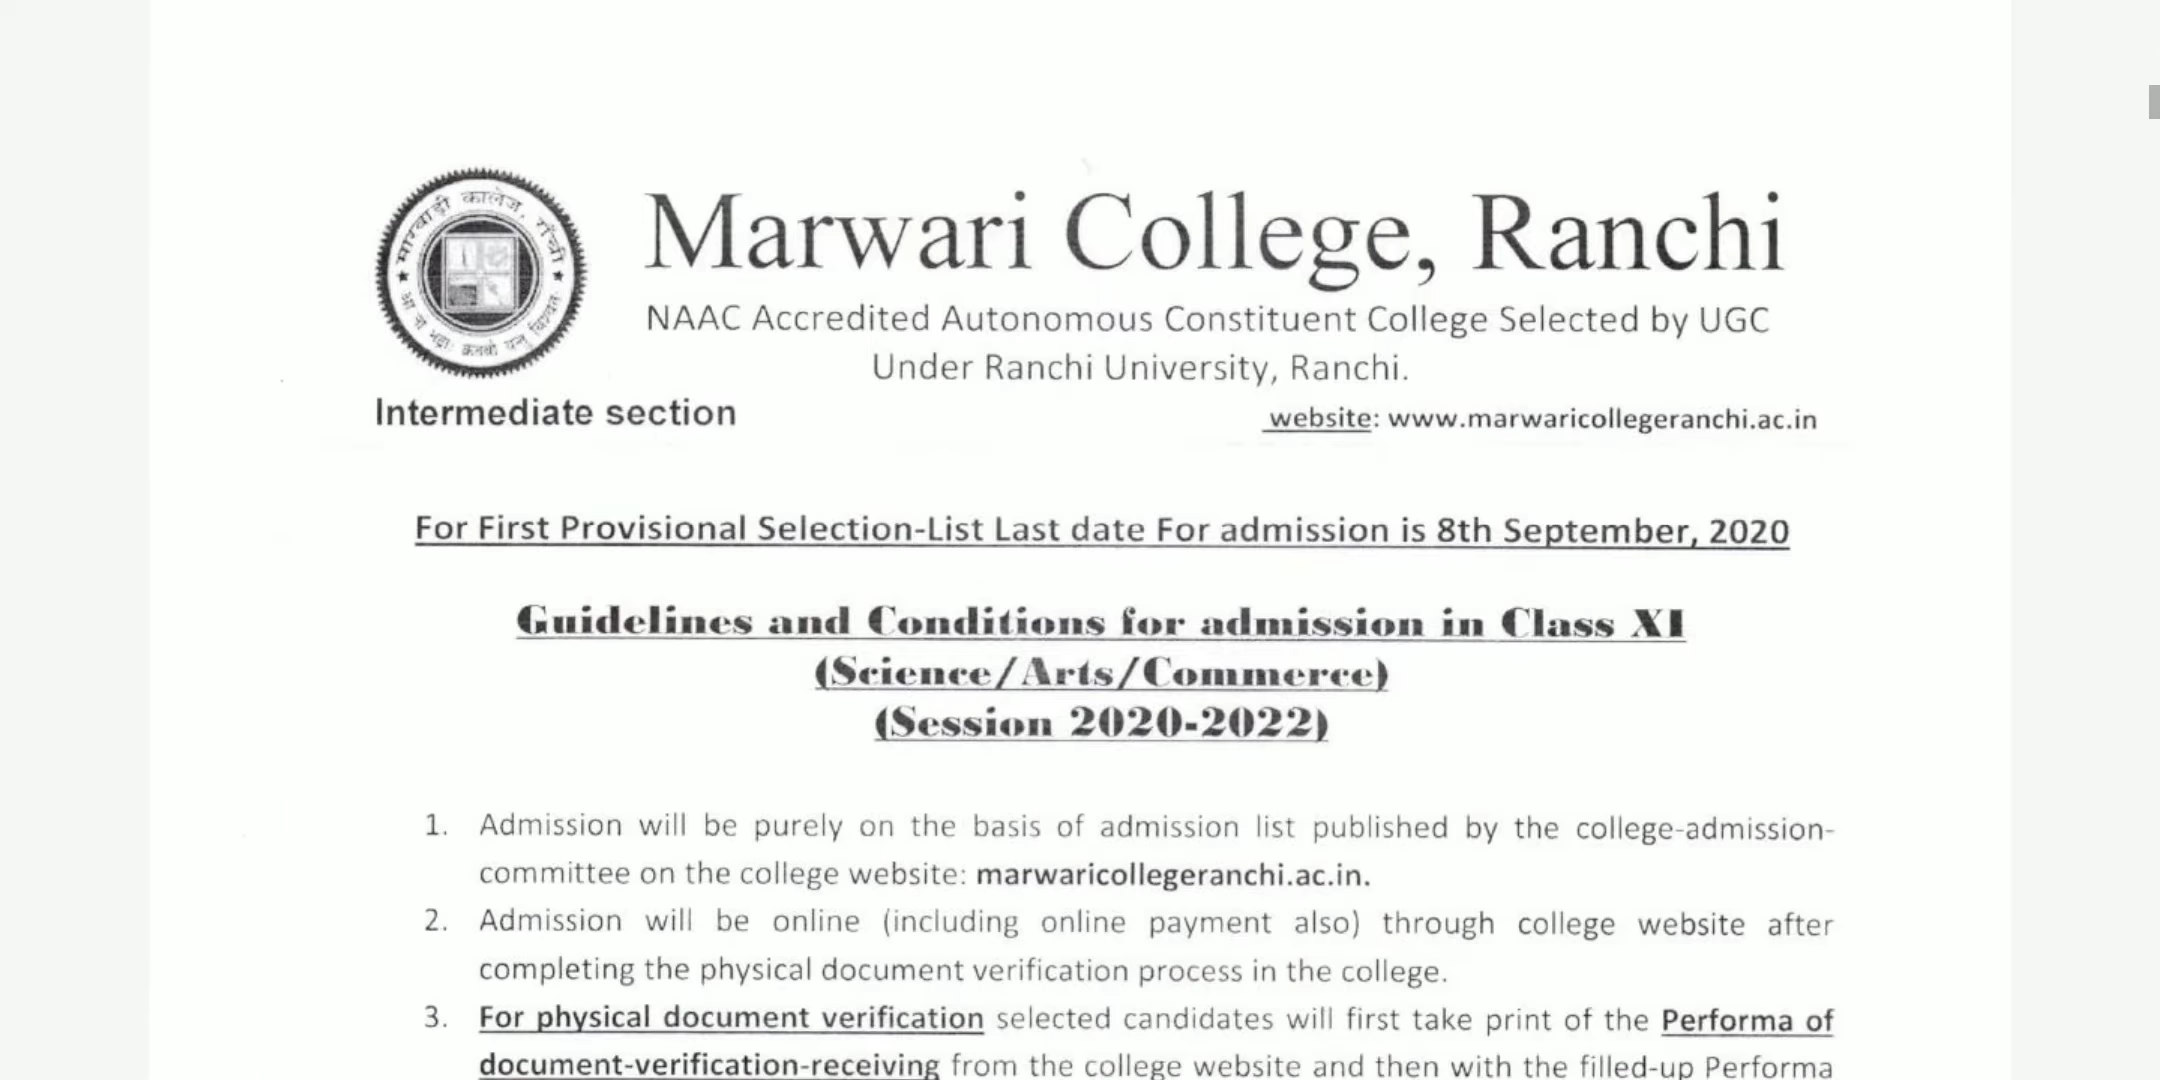 मारवाड़ी कालेज, राँची
आ नो भद्राः क्रतवो यन्तु विश्वतः
Marwari College, Ranchi
NAAC Accredited Autonomous Constituent College Selected by UGC
Under Ranchi University, Ranchi.
Intermediate section
website: www.marwaricollegeranchi.ac.in
For First Provisional Selection-List Last date For admission is 8th September, 2020
Guidelines and Conditions for admission in Class XI
(Science/Arts/Commerce)
(Session 2020-2022)
1. Admission will be purely on the basis of admission list published by the college-admission-
committee on the college website: marwaricollegeranchi.ac.in.
2. Admission will be online (including online payment also) through college website after
completing the physical document verification process in the college.
3. For physical document verification selected candidates will first take print of the Performa of
document-verification-receiving from the college website and then with the filled-up Performa